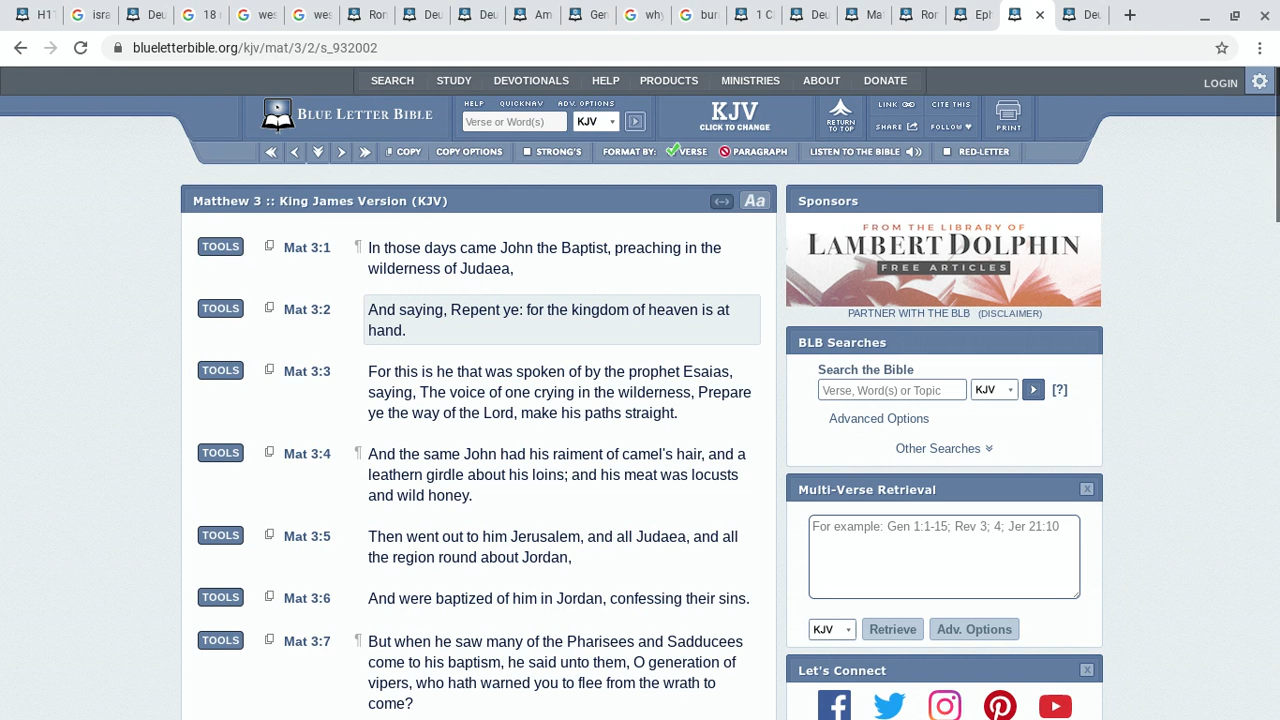 H1
isra
Deu
18
wes
wes
Ron
Deu
Deu
Am
Gen
why
bur
1 C
Deu
Mat
Ron
Eph
Deu
blueletterbible.org/kjv/mat/3/2/s_932002
SEARCH STUDY DEVOTIONALS HELP PRODUCTS MINISTRIES ABOUT DONATE
LOGIN
BLUE LETTER BIBLE
HELP QUICKNAV ADV. OPTIONS
Verse or Word(s) KJV
KJV
CLICK TO CHANGE
RETURN TO TOP
LINK CITE THIS
SHARE FOLLOW
PRINT
COPY COPY OPTIONS STRONG'S FORMAT BY: VERSE PARAGRAPH LISTEN TO THE BIBLE RED-LETTER
Matthew 3 :: King James Version (KJV) Aa
TOOLS Mat 3:1 ¶ In those days came John the Baptist, preaching in the
wilderness of Judaea,
TOOLS Mat 3:2 And saying, Repent ye: for the kingdom of heaven is at
hand.
TOOLS Mat 3:3 For this is he that was spoken of by the prophet Esaias,
saying, The voice of one crying in the wilderness, Prepare
ye the way of the Lord, make his paths straight.
TOOLS Mat 3:4 ¶ And the same John had his raiment of camel's hair, and a
leathern girdle about his loins; and his meat was locusts
and wild honey.
TOOLS Mat 3:5 Then went out to him Jerusalem, and all Judaea, and all
the region round about Jordan,
TOOLS Mat 3:6 And were baptized of him in Jordan, confessing their sins.
TOOLS Mat 3:7 ¶ But when he saw many of the Pharisees and Sadducees
come to his baptism, he said unto them, O generation of
vipers, who hath warned you to flee from the wrath to
come?
Sponsors
FROM THE LIBRARY OF
LAMBERT DOLPHIN
FREE ARTICLES
PARTNER WITH THE BLB (DISCLAIMER)
BLB Searches
Search the Bible
Verse, Word(s) or Topic KJV [?]
Advanced Options
Other Searches
Multi-Verse Retrieval
For example: Gen 1:1-15; Rev 3; 4; Jer 21:10
KJV Retrieve Adv. Options
Let's Connect